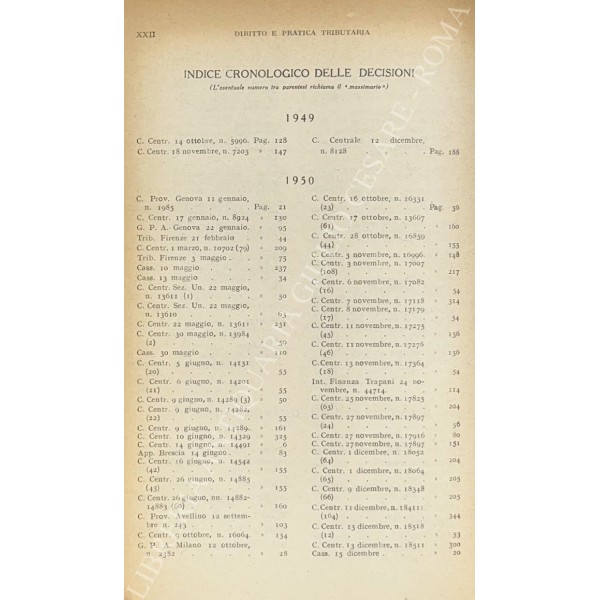 XXII
DIRITTO E PRATICA TRIBUTARIA
INDICE CRONOLOGICO DELLE DECISIONI
(L'eventuale numero tra parentesi richiama il «massimario»)
1949
C. Centr. 14 ottobre, n. 5996. Pag. 128
C. Centr. 18 novembre, n. 7203 » 147
C. Centrale 12 dicembre,
n. 8128 . . . . Pag. 188
1950
C. Prov. Genova 11 gennaio,
n. 1985 . . . . . Pag. 21
C. Centr. 17 gennaio, n. 8924 » 130
G. P. A. Genova 22 gennaio. » 95
Trib. Firenze 21 febbraio . » 44
C. Centr. 1 marzo, n. 10702 (79) » 209
Trib. Firenze 3 maggio . . » 75
Cass. 10 maggio . . . . » 237
Cass. 13 maggio . . . . » 34
C. Centr. Sez. Un. 22 maggio,
n. 13611 (1) . . . . » 30
C. Centr. Sez. Un. 22 maggio,
n. 13610 . . . . . » 63
C. Centr. 22 maggio, n. 13611 » 231
C. Centr. 30 maggio, n. 13984
(2) . . . . . . » 50
Cass. 30 maggio . . . . » 110
C. Centr. 5 giugno, n. 14131
(20) . . . . . . » 55
C. Centr. 6 giugno, n. 14201
(21) . . . . . . » 55
C. Centr. 9 giugno, n. 14289 (3) » 50
C. Centr. 9 giugno, n. 14282,
(22) . . . . . . » 55
C. Centr. 9 giugno, n. 14289. » 161
C. Centr. 10 giugno, n. 14329 » 325
C. Centr. 14 giugno, n. 14491 » 6
App. Brescia 14 giugno . . » 83
C. Centr. 16 giugno, n. 14542
(42) . . . . . . » 155
C. Centr. 26 giugno, n. 14885
(43) . . . . . . » 155
C. Centr. 26 giugno, nn. 14882-
14883 (60) . . . . » 160
C. Prov. Avellino 12 settem-
bre n. 243 . . . . » 103
C. Centr. 9 ottobre, n. 16064. » 134
G. P. A. Milano 12 ottobre,
n. 2382 . . . . . » 28
C. Centr. 16 ottobre, n. 16331
(23) . . . . . . Pag. 56
C. Centr. 17 ottobre, n. 13667
(61) . . . . . . » 160
C. Centr. 28 ottobre, n. 16859
(44) . . . . . . » 155
C. Centr. 3 novembre, n. 16996. » 148
C. Centr. 3 novembre, n. 17007
(108) . . . . . . » 217
C. Centr. 6 novembre, n. 17082
(16) . . . . . . » 54
C. Centr. 7 novembre, n. 17118 » 314
C. Centr. 8 novembre, n. 17179
(17) . . . . . . » 54
C. Centr. 11 novembre, n. 17275
(45) . . . . . . » 156
C. Centr. 11 novembre, n. 17276
(46) . . . . . . » 156
C. Centr. 13 novembre, n. 17364
(18) . . . . . . » 54
Int. Finanza Trapani 24 no-
vembre, n. 44714. . . . » 114
C. Centr. 25 novembre, n. 17823
(63) . . . . . . » 204
C. Centr. 27 novembre, n. 17897
(24) . . . . . . » 56
C. Centr. 27 novembre, n. 17916 » 80
C. Centr. 27 novembre, n. 17897 » 151
C. Centr. 1 dicembre, n. 18052
(64) . . . . . . » 204
C. Centr. 1 dicembre, n. 18064
(65) . . . . . . » 205
C. Centr. 9 dicembre, n. 18348
(66) . . . . . . » 205
C. Centr. 11 dicembre, n. 18411:
(164) . . . . . . » 344
C. Centr. 13 dicembre, n. 18518
(12) . . . . . . » 53
C. Centr. 13 dicembre, n. 18511 » 300
Cass. 15 dicembre . . . . » 20